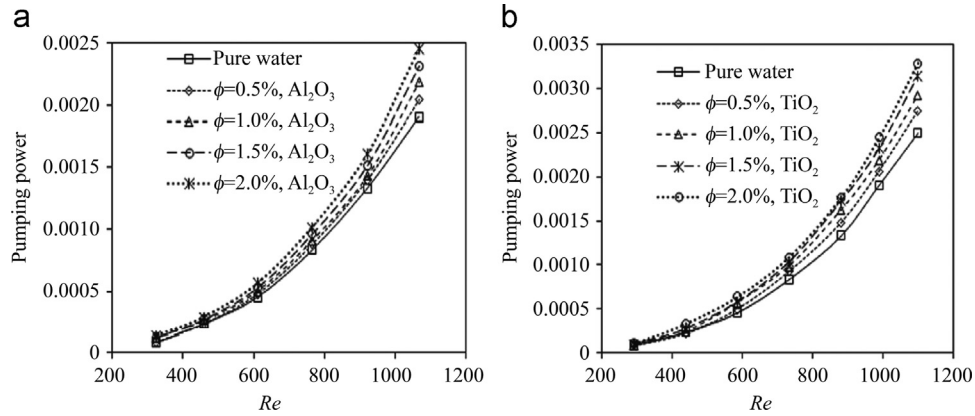 a
0.0025
0.0020
0.0015
0.0010
0.0005
0
200 400 600 800 1000 1200
Pumping power
Re
Pure water
ϕ=0.5%, Al₂O₃
ϕ=1.0%, Al₂O₃
ϕ=1.5%, Al₂O₃
ϕ=2.0%, Al₂O₃
b
0.0035
0.0030
0.0025
0.0020
0.0015
0.0010
0.0005
0
200 400 600 800 1000 1200
Pumping power
Re
Pure water
ϕ=0.5%, TiO₂
ϕ=1.0%, TiO₂
ϕ=1.5%, TiO₂
ϕ=2.0%, TiO₂